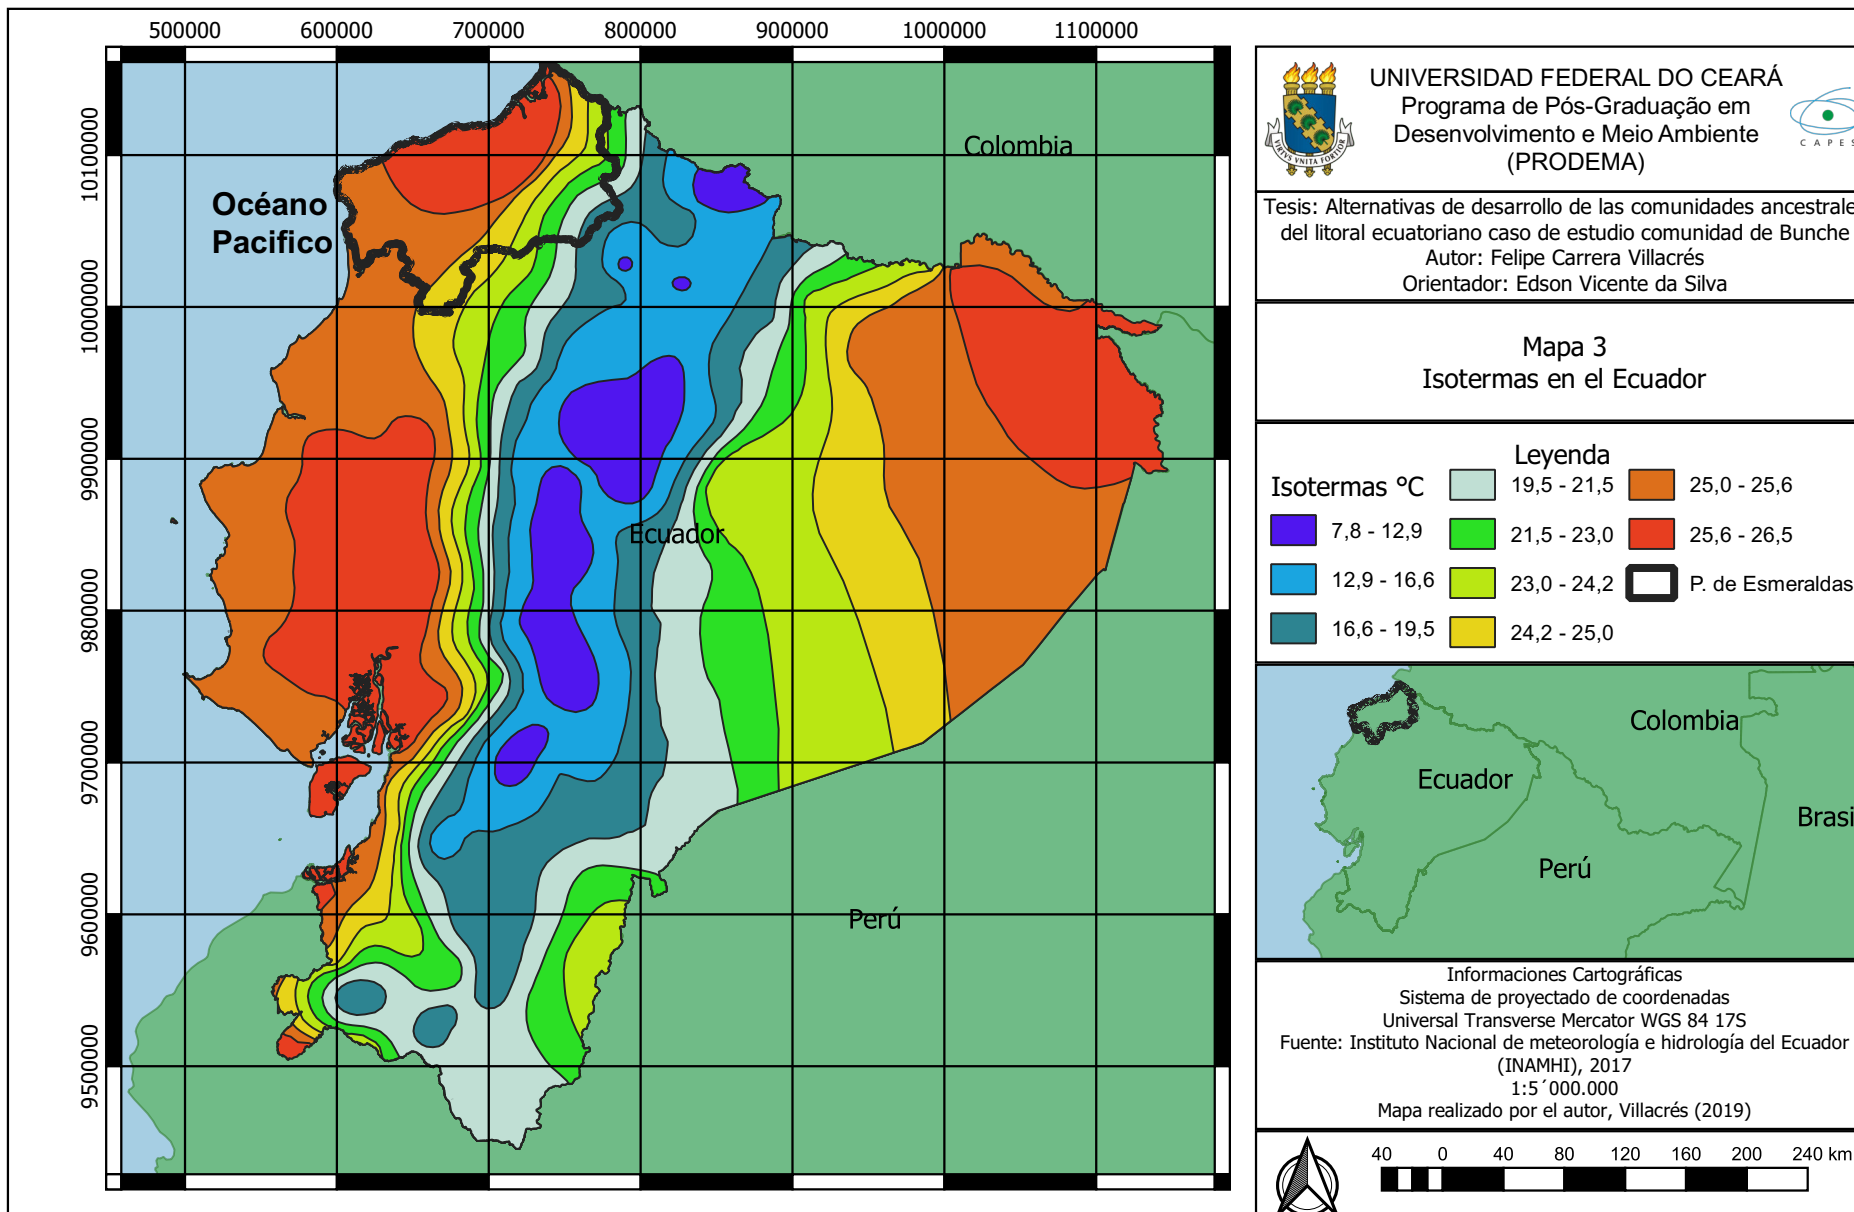 500000 600000 700000 800000 900000 1000000 1100000
10100000
10000000
9900000
9800000
9700000
9600000
9500000
Océano
Pacifico
Colombia
Ecuador
Perú
UNIVERSIDAD FEDERAL DO CEARÁ
Programa de Pós-Graduação em
Desenvolvimento e Meio Ambiente
(PRODEMA)
VIRTVS VNITA FORTIOR
CAPES
Tesis: Alternativas de desarrollo de las comunidades ancestrale
del litoral ecuatoriano caso de estudio comunidad de Bunche
Autor: Felipe Carrera Villacrés
Orientador: Edson Vicente da Silva
Mapa 3
Isotermas en el Ecuador
Leyenda
Isotermas °C
7,8 - 12,9
12,9 - 16,6
16,6 - 19,5
19,5 - 21,5
21,5 - 23,0
23,0 - 24,2
24,2 - 25,0
25,0 - 25,6
25,6 - 26,5
P. de Esmeraldas
Colombia
Ecuador
Perú
Brasi
Informaciones Cartográficas
Sistema de proyectado de coordenadas
Universal Transverse Mercator WGS 84 17S
Fuente: Instituto Nacional de meteorología e hidrología del Ecuador
(INAMHI), 2017
1:5´000.000
Mapa realizado por el autor, Villacrés (2019)
40 0 40 80 120 160 200 240 km